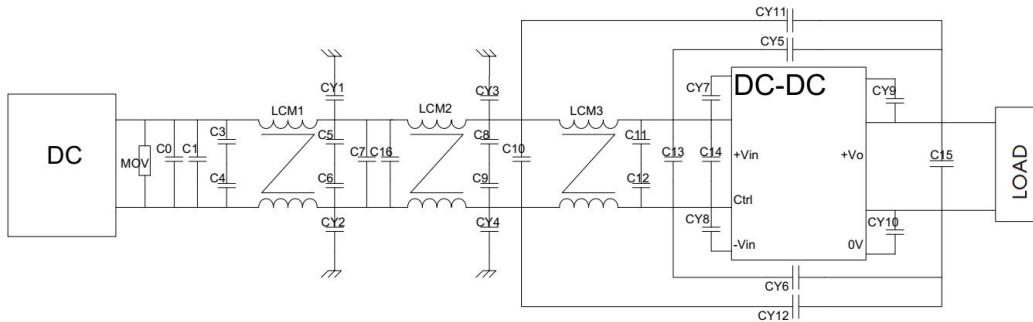 CY11
CY5
DC-DC
CY1
CY3
CY7
CY9
LCM1
LCM2
LCM3
DC
MOV
C0
C1
C3
C5
C7
C16
C8
C10
C11
C13
C14
+Vin
+Vo
C15
LOAD
C4
C6
C9
C12
Ctrl
CY2
CY4
CY8
-Vin
0V
CY10
CY6
CY12